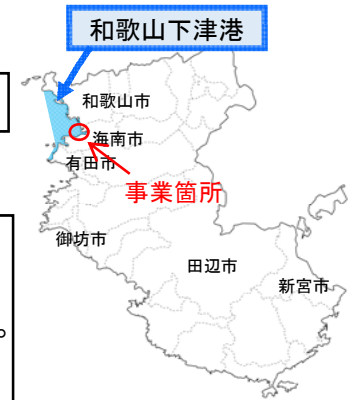 和歌山下津港
和歌山市
海南市
有田市
事業箇所
御坊市
田辺市
新宮市
。